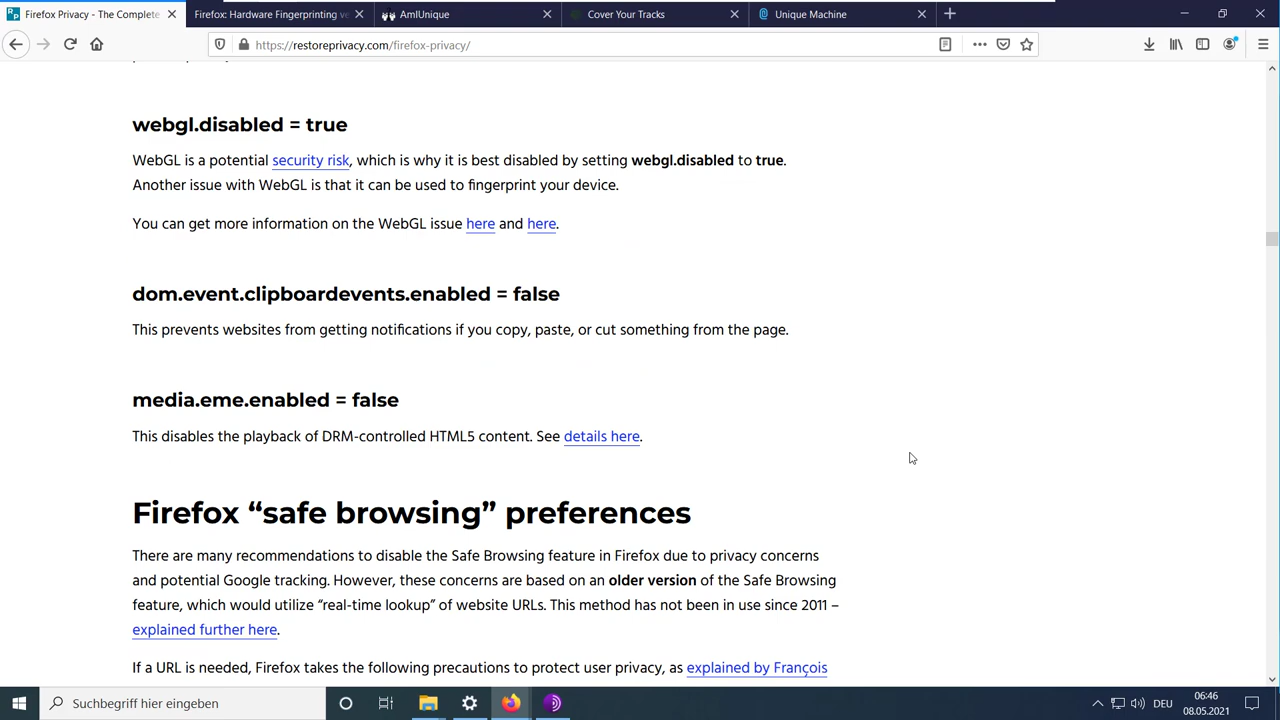 Firefox Privacy - The Complete
Firefox: Hardware Fingerprinting ve
AmIUnique
Cover Your Tracks
Unique Machine
https://restoreprivacy.com/firefox-privacy/
webgl.disabled = true
WebGL is a potential security risk, which is why it is best disabled by setting webgl.disabled to true.
Another issue with WebGL is that it can be used to fingerprint your device.
You can get more information on the WebGL issue here and here.
dom.event.clipboardevents.enabled = false
This prevents websites from getting notifications if you copy, paste, or cut something from the page.
media.eme.enabled = false
This disables the playback of DRM-controlled HTML5 content. See details here.
Firefox “safe browsing” preferences
There are many recommendations to disable the Safe Browsing feature in Firefox due to privacy concerns
and potential Google tracking. However, these concerns are based on an older version of the Safe Browsing
feature, which would utilize “real-time lookup” of website URLs. This method has not been in use since 2011 –
explained further here.
If a URL is needed, Firefox takes the following precautions to protect user privacy, as explained by François
Suchbegriff hier eingeben
DEU
06:46
08.05.2021